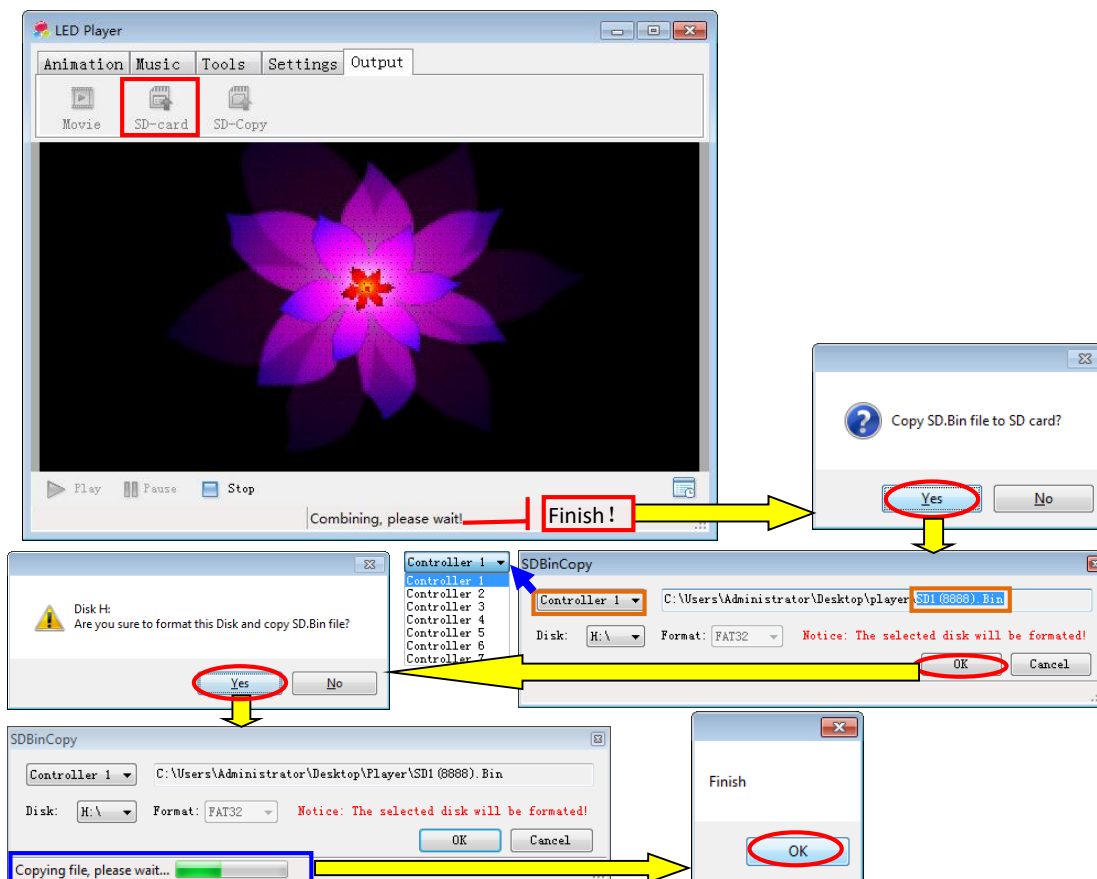 LED Player
Animation Music Tools Settings Output
Movie SD-card SD-Copy
Play Pause Stop
Combining, please wait! Finish！
Copy SD.Bin file to SD card?
Yes No
Disk H:
Are you sure to format this Disk and copy SD.Bin file?
Yes No
Controller 1
Controller 1
Controller 2
Controller 3
Controller 4
Controller 5
Controller 6
Controller 7
SDBinCopy
Controller 1 C:\Users\Administrator\Desktop\player\SD1(8888).Bin
Disk: H:\ Format: FAT32 Notice: The selected disk will be formated!
OK Cancel
SDBinCopy
Controller 1 C:\Users\Administrator\Desktop\Player\SD1(8888).Bin
Disk: H:\ Format: FAT32 Notice: The selected disk will be formated!
OK Cancel
Copying file, please wait...
Finish
OK